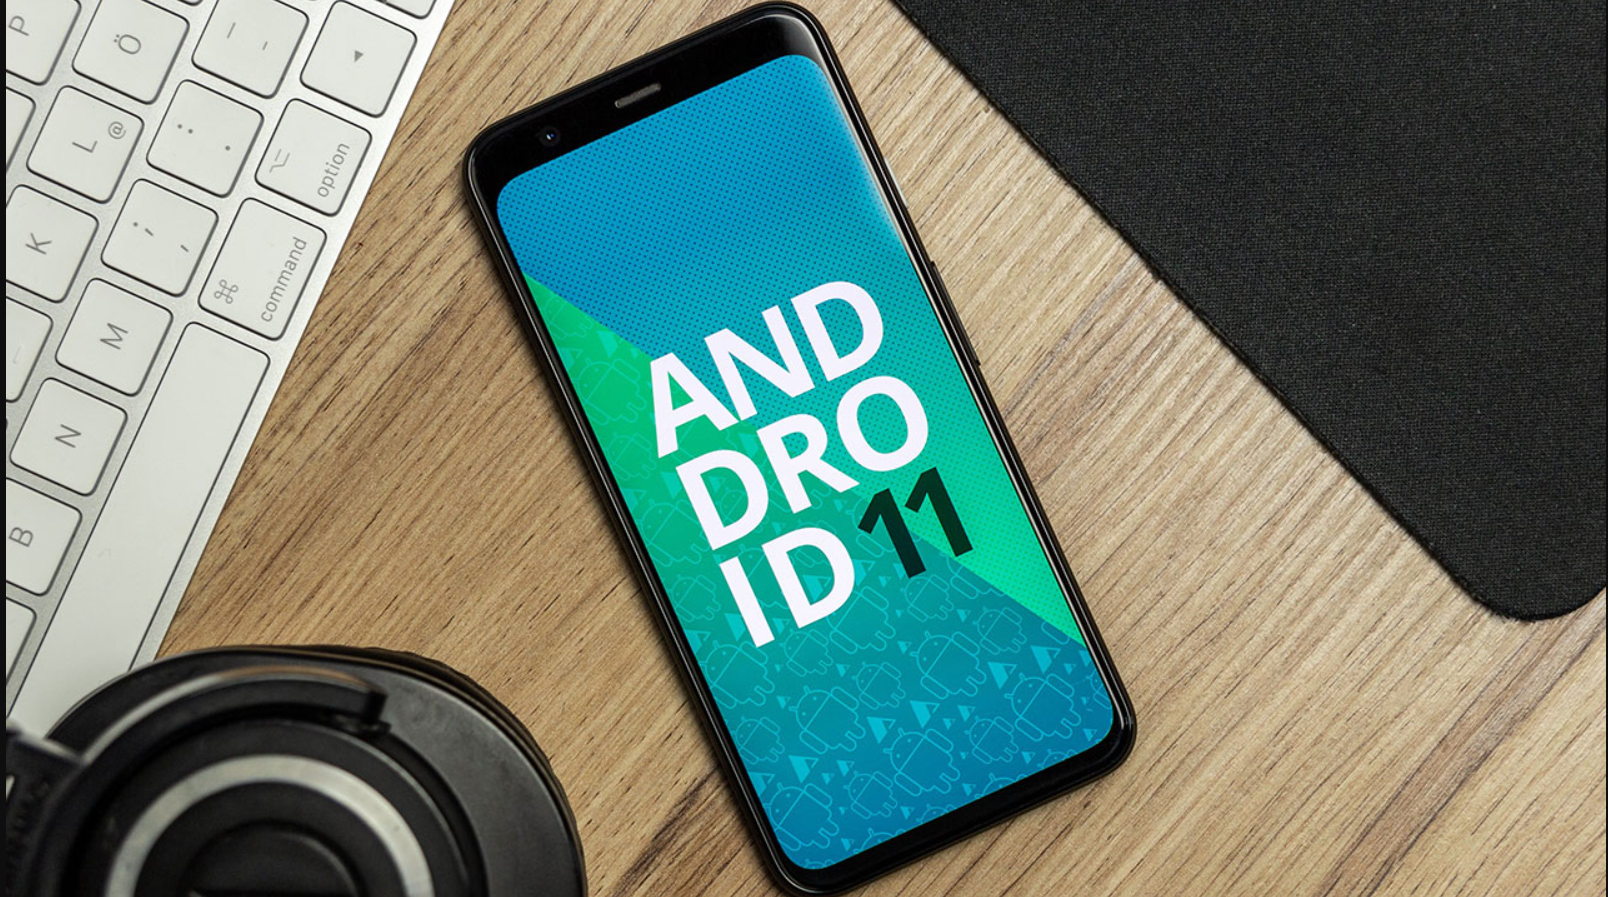 AND
DRO
ID 11
P
Ö
L @
option
K
⌘ command
M
N
B